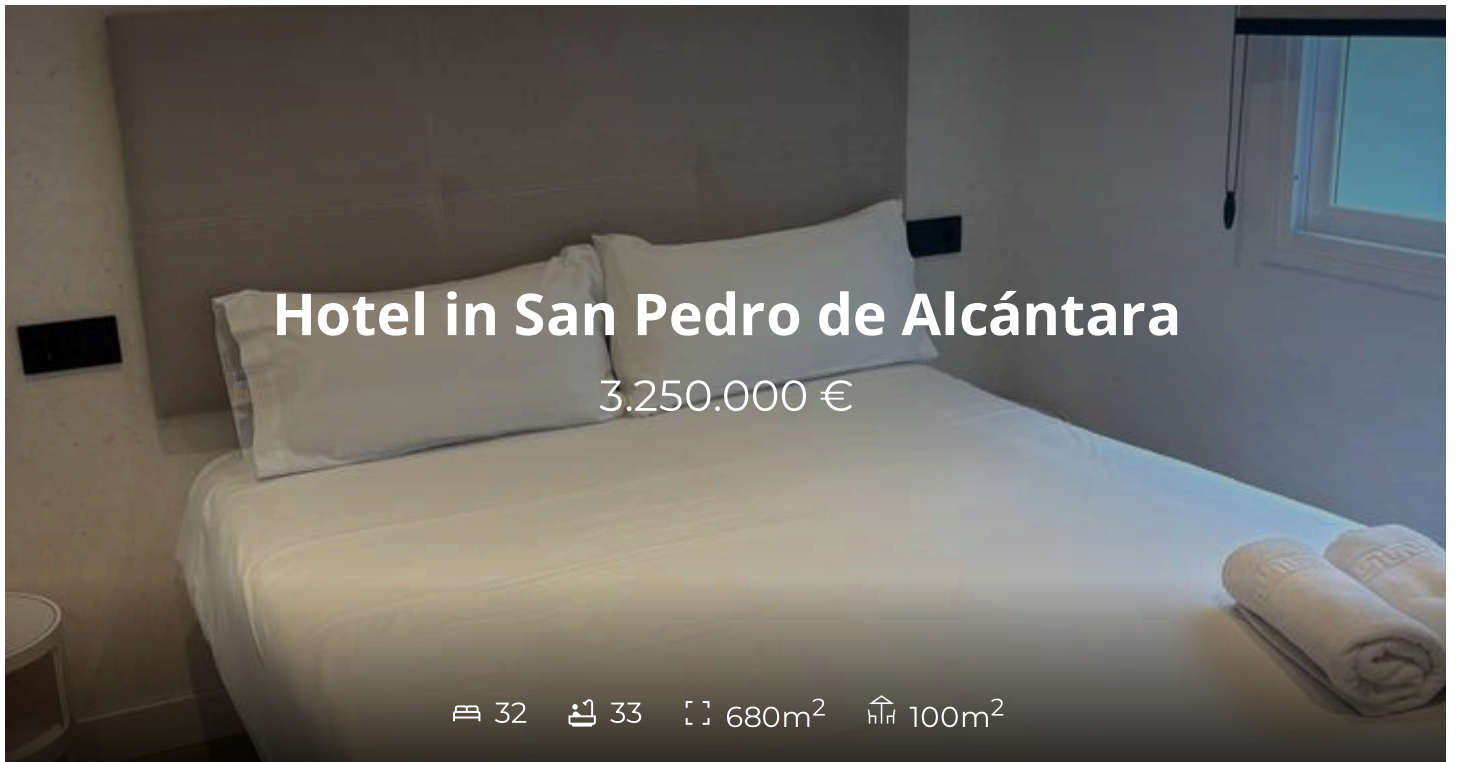 Hotel in San Pedro de Alcántara
3.250.000 €
32 33 680m² 100m²